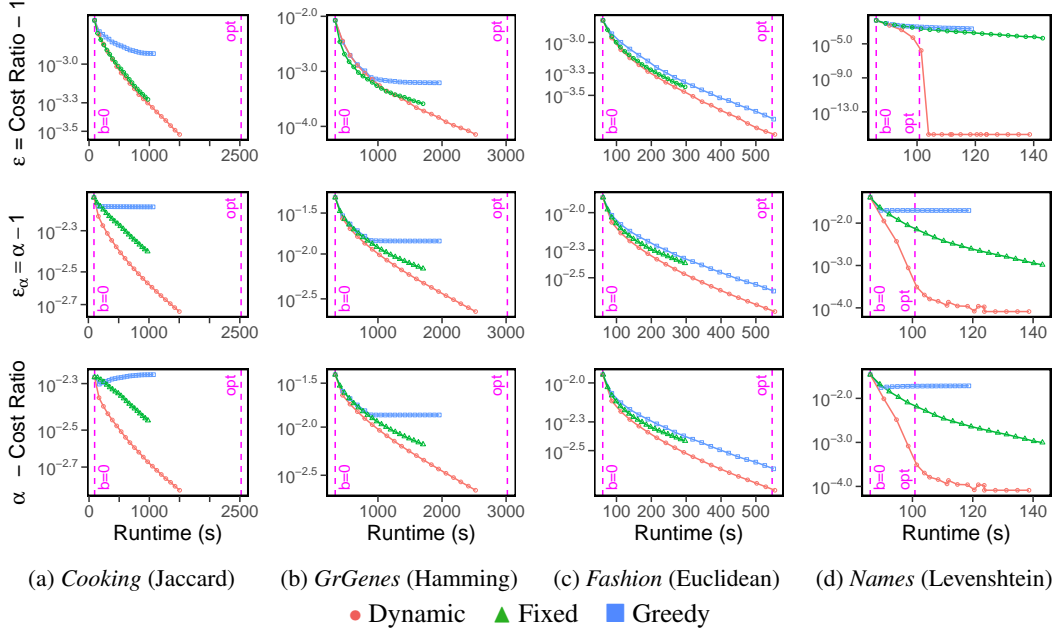 ε = Cost Ratio − 1
10^−3.0
10^−3.3
10^−3.5
b=0
opt
0 1000 2500
10^−2.0
10^−3.0
10^−4.0
b=0
opt
1000 2000 3000
10^−3.0
10^−3.3
10^−3.5
b=0
opt
100 200 300 400 500
10^−5.0
10^−9.0
10^−13.0
b=0
opt
100 120 140
ε_α = α − 1
10^−2.3
10^−2.5
10^−2.7
b=0
opt
0 1000 2500
10^−1.5
10^−2.0
10^−2.5
b=0
opt
1000 2000 3000
10^−2.0
10^−2.3
10^−2.5
b=0
opt
100 200 300 400 500
10^−2.0
10^−3.0
10^−4.0
b=0
opt
100 120 140
α − Cost Ratio
10^−2.3
10^−2.5
10^−2.7
b=0
opt
0 1000 2500
Runtime (s)
10^−1.5
10^−2.0
10^−2.5
b=0
opt
1000 2000 3000
Runtime (s)
10^−2.0
10^−2.3
10^−2.5
b=0
opt
100 200 300 400 500
Runtime (s)
10^−2.0
10^−3.0
10^−4.0
b=0
opt
100 120 140
Runtime (s)
(a) Cooking (Jaccard)
(b) GrGenes (Hamming)
(c) Fashion (Euclidean)
(d) Names (Levenshtein)
Dynamic Fixed Greedy